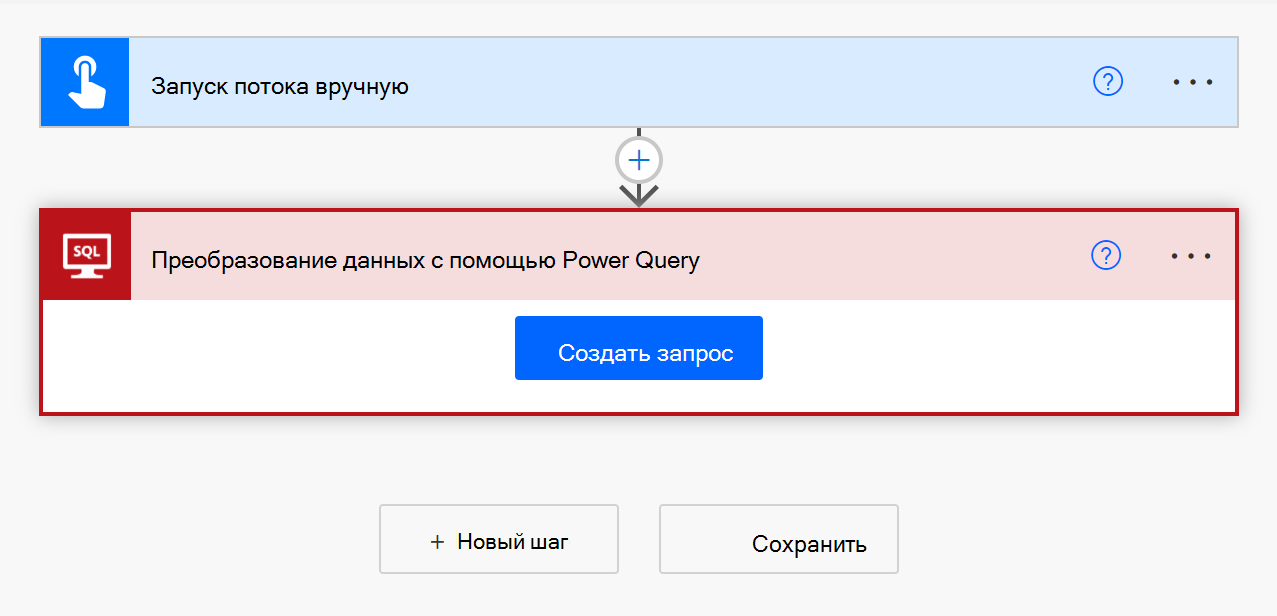 Запуск потока вручную
?
SQL
Преобразование данных с помощью Power Query
?
Создать запрос
+ Новый шаг
Сохранить